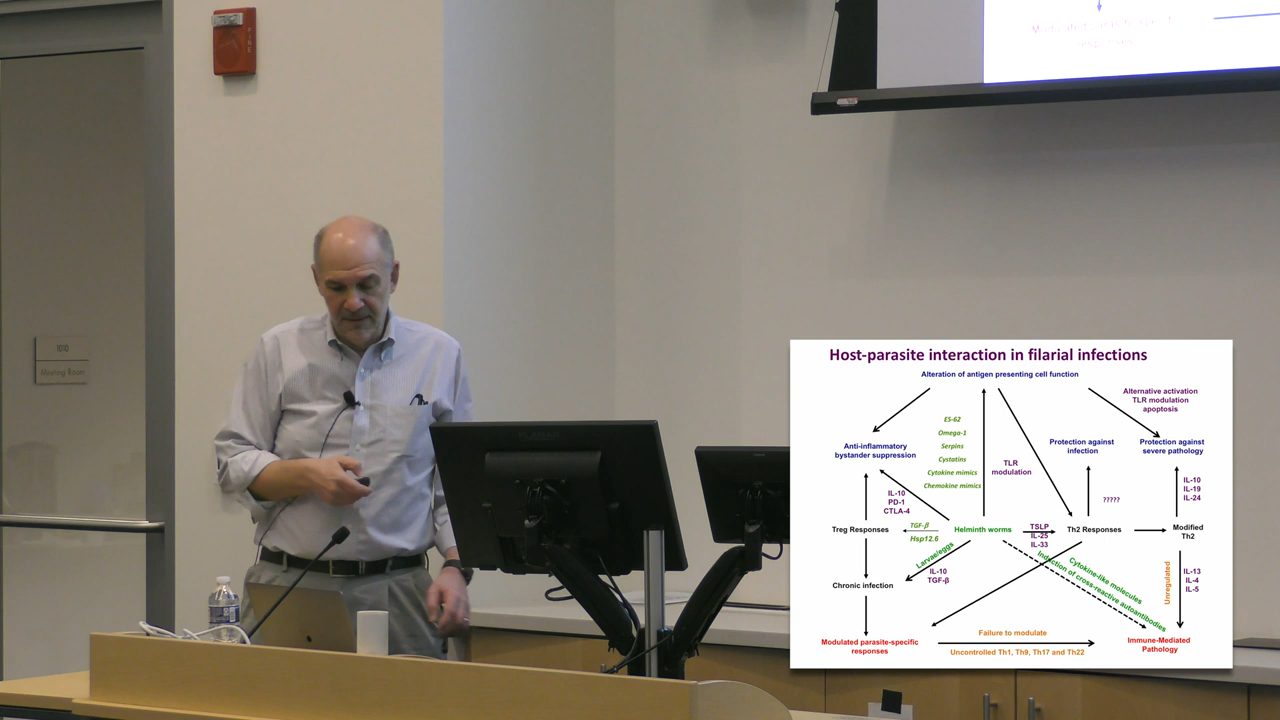 FIRE
1010
Meeting Room
Modulated parasite-specific
responses
Host-parasite interaction in filarial infections
Alteration of antigen presenting cell function
Alternative activation
TLR modulation
apoptosis
ES-62
Omega-1
Serpins
Cystatins
Cytokine mimics
Chemokine mimics
Anti-inflammatory
bystander suppression
TLR
modulation
Protection against
infection
Protection against
severe pathology
IL-10
PD-1
CTLA-4
?????
IL-10
IL-19
IL-24
Treg Responses
TGF-β
Hsp12.6
Helminth worms
TSLP
IL-25
IL-33
Th2 Responses
Modified
Th2
Larvae/eggs
IL-10
TGF-β
Chronic infection
Cytokine-like molecules
Induction of cross-reactive autoantibodies
Unregulated
IL-13
IL-4
IL-5
Modulated parasite-specific
responses
Failure to modulate
Uncontrolled Th1, Th9, Th17 and Th22
Immune-Mediated
Pathology